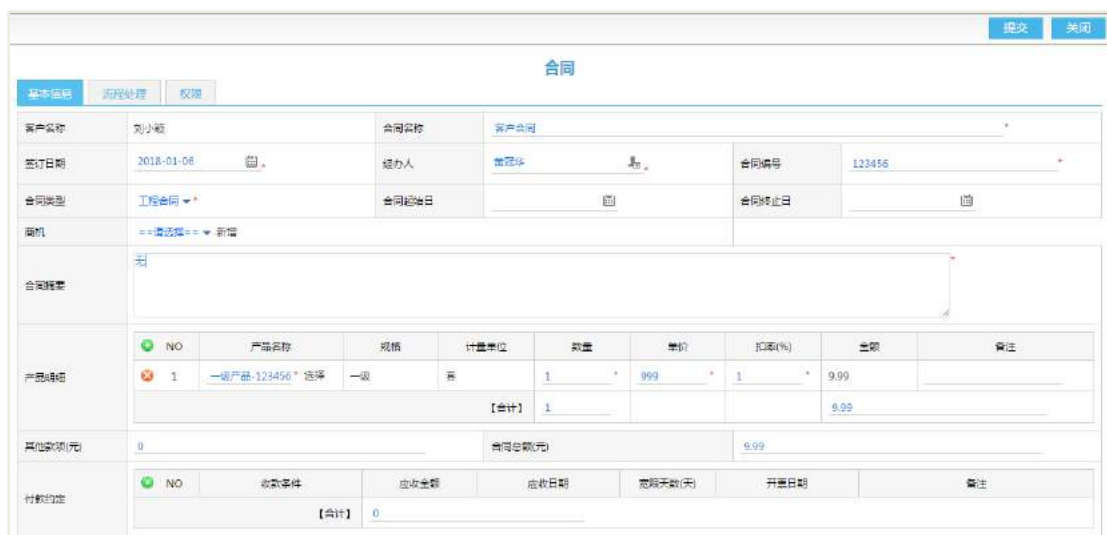 提交 关闭
合同
基本信息 流程处理 权限
客户名称 刘小颖 合同名称 客户合同 *
签订日期 2018-01-06 * 经办人 黄冠华 * 合同编号 123456 *
合同类型 工程合同 * 合同起始日 合同终止日
商机 ==请选择== 新增
合同摘要 无 *
产品明细
NO 产品名称 规格 计量单位 数量 单价 扣率(%) 金额 备注
1 一级产品-123456 * 选择 一级 套 1 * 999 * 1 * 9.99
【合计】 1 9.99
其他款项(元) 0 合同总额(元) 9.99
付款约定
NO 收款条件 应收金额 应收日期 宽限天数(天) 开票日期 备注
【合计】 0